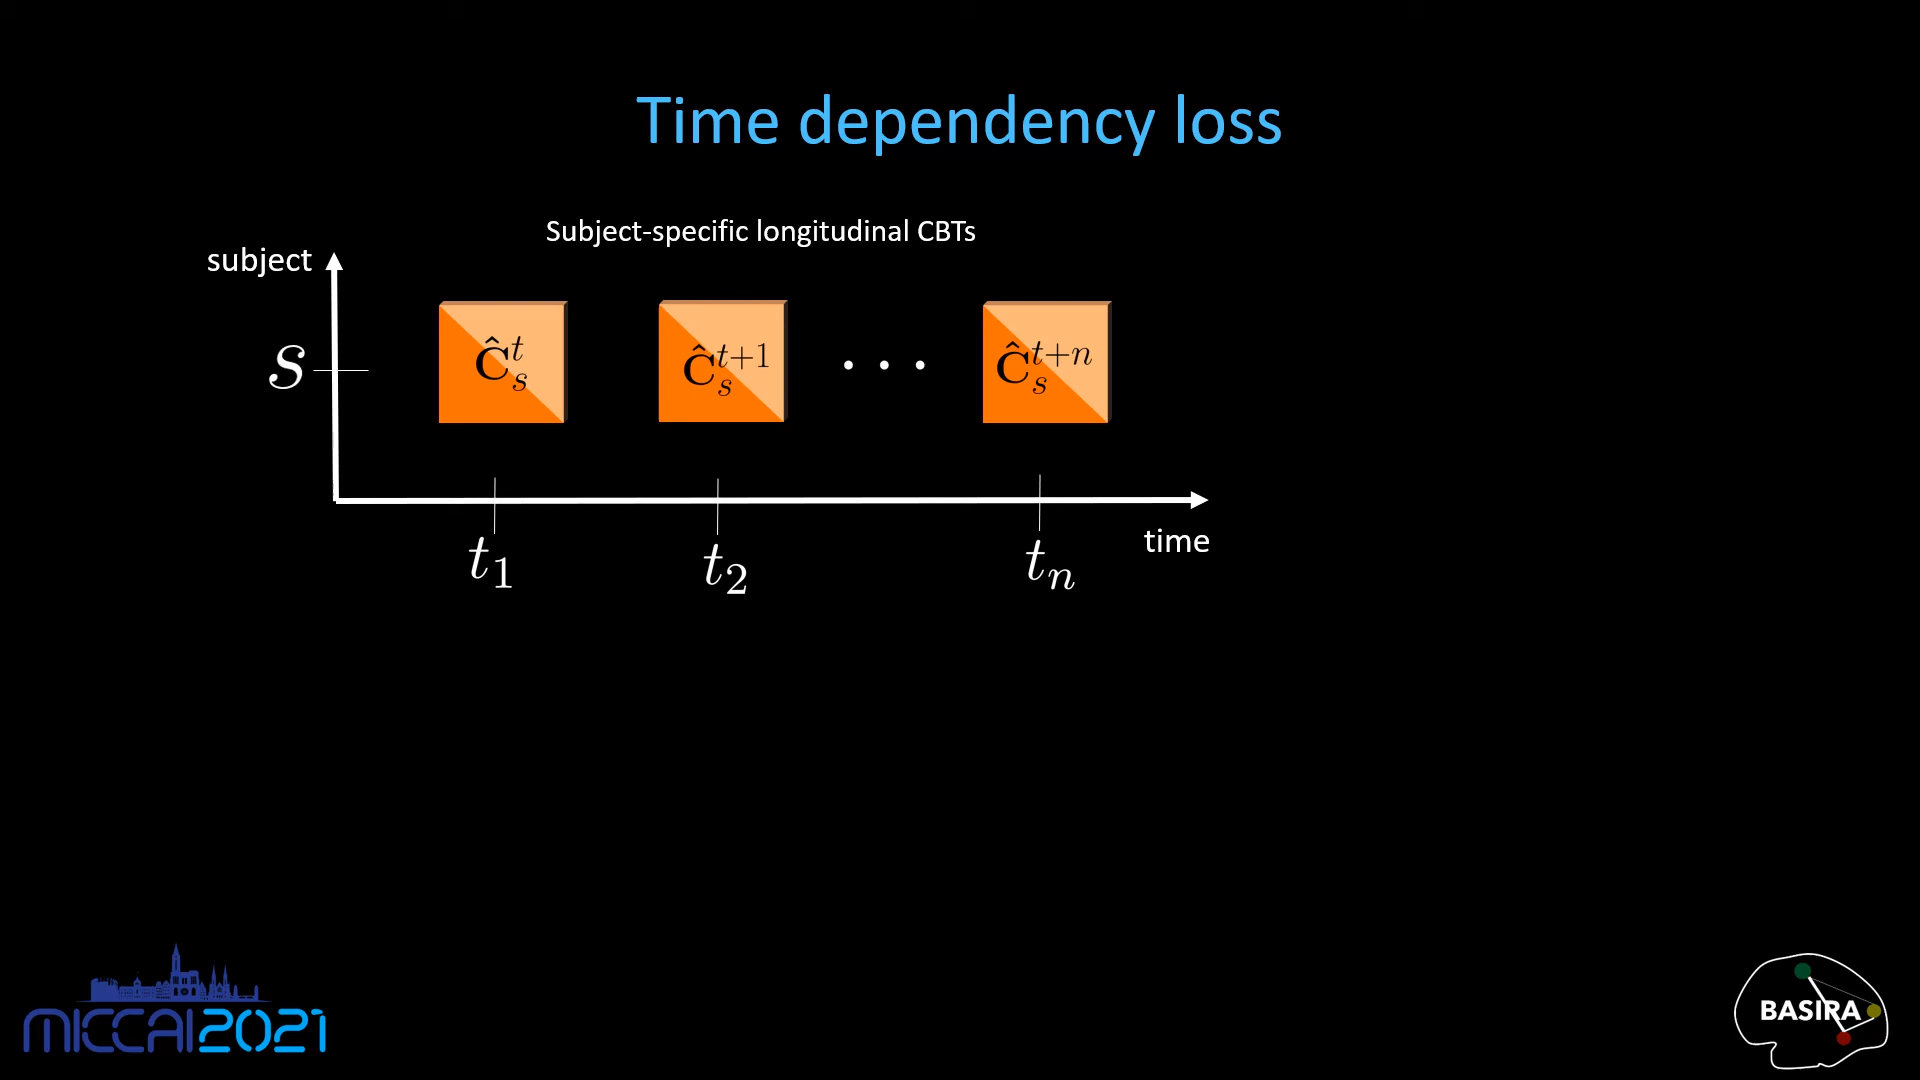 Time dependency loss
Subject-specific longitudinal CBTs
subject
s
Ĉ_s^t
Ĉ_s^{t+1}
. . .
Ĉ_s^{t+n}
t_1
t_2
t_n
time
MICCAI2021
BASIRA